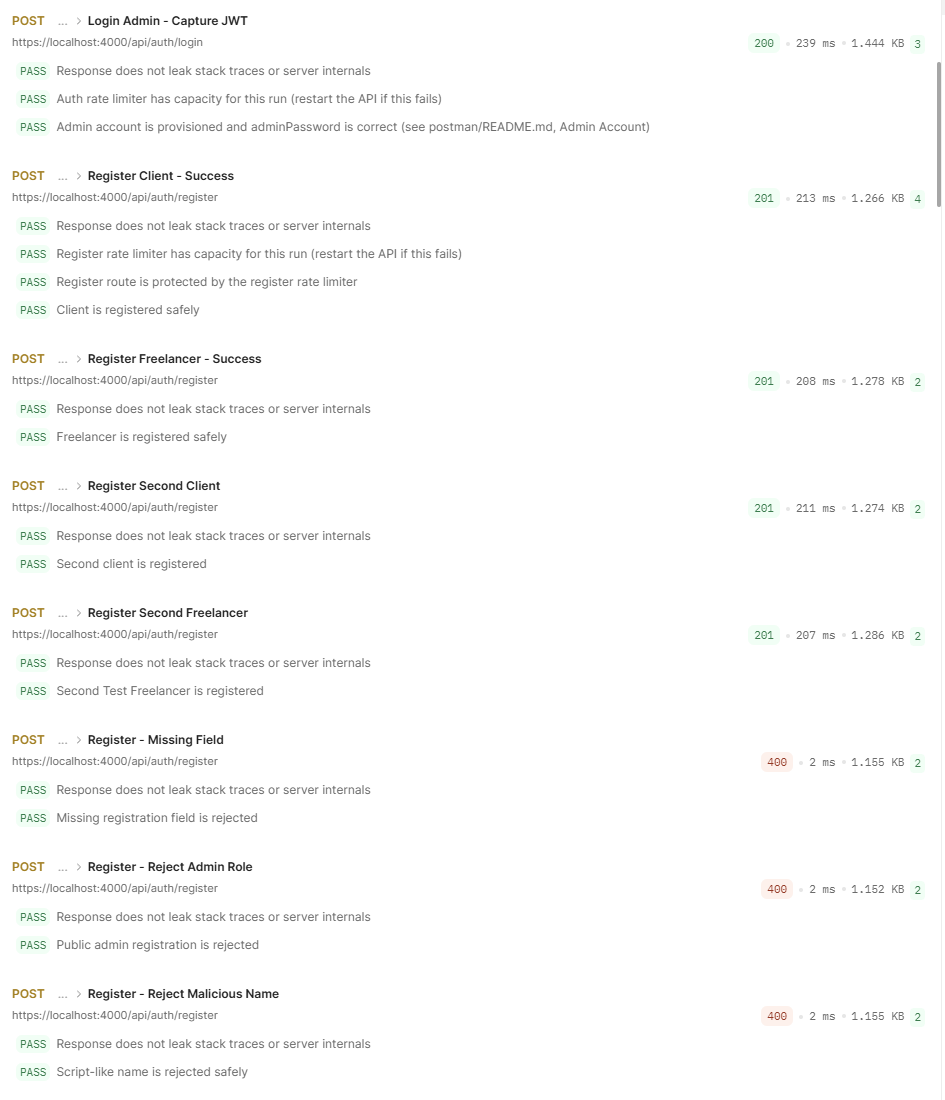 POST ... > Login Admin - Capture JWT
https://localhost:4000/api/auth/login 200 • 239 ms • 1.444 KB 3
PASS Response does not leak stack traces or server internals
PASS Auth rate limiter has capacity for this run (restart the API if this fails)
PASS Admin account is provisioned and adminPassword is correct (see postman/README.md, Admin Account)
POST ... > Register Client - Success
https://localhost:4000/api/auth/register 201 • 213 ms • 1.266 KB 4
PASS Response does not leak stack traces or server internals
PASS Register rate limiter has capacity for this run (restart the API if this fails)
PASS Register route is protected by the register rate limiter
PASS Client is registered safely
POST ... > Register Freelancer - Success
https://localhost:4000/api/auth/register 201 • 208 ms • 1.278 KB 2
PASS Response does not leak stack traces or server internals
PASS Freelancer is registered safely
POST ... > Register Second Client
https://localhost:4000/api/auth/register 201 • 211 ms • 1.274 KB 2
PASS Response does not leak stack traces or server internals
PASS Second client is registered
POST ... > Register Second Freelancer
https://localhost:4000/api/auth/register 201 • 207 ms • 1.286 KB 2
PASS Response does not leak stack traces or server internals
PASS Second Test Freelancer is registered
POST ... > Register - Missing Field
https://localhost:4000/api/auth/register 400 • 2 ms • 1.155 KB 2
PASS Response does not leak stack traces or server internals
PASS Missing registration field is rejected
POST ... > Register - Reject Admin Role
https://localhost:4000/api/auth/register 400 • 2 ms • 1.152 KB 2
PASS Response does not leak stack traces or server internals
PASS Public admin registration is rejected
POST ... > Register - Reject Malicious Name
https://localhost:4000/api/auth/register 400 • 2 ms • 1.155 KB 2
PASS Response does not leak stack traces or server internals
PASS Script-like name is rejected safely